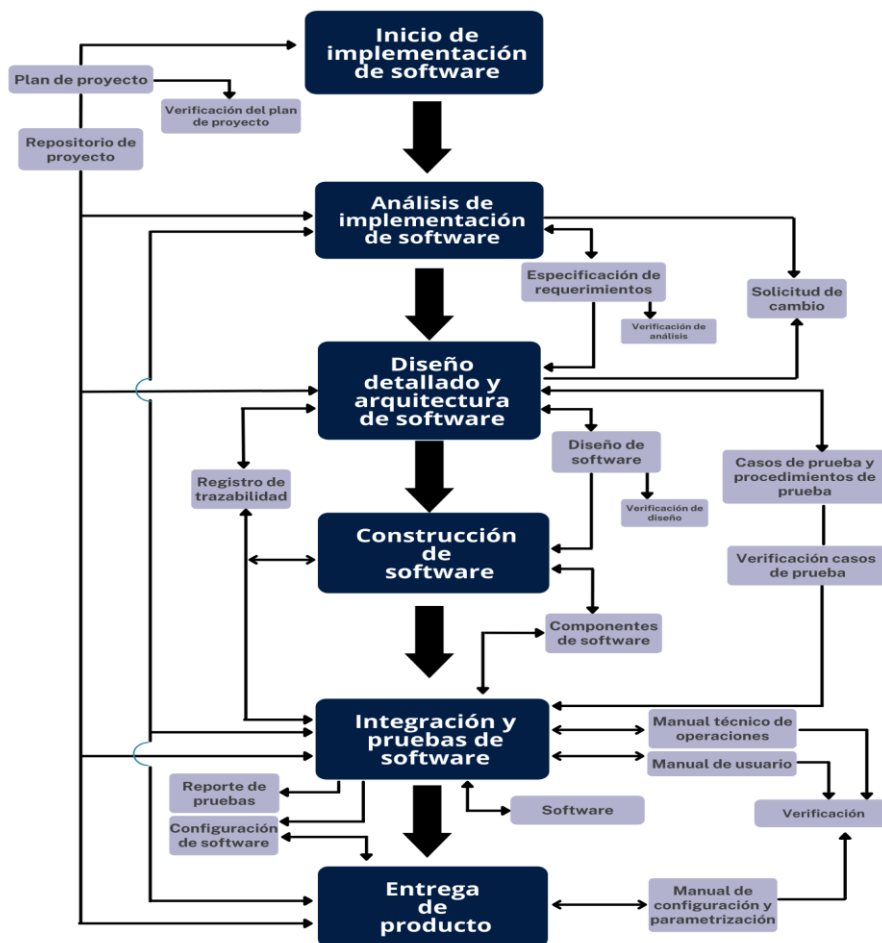 Inicio de
implementación
de software
Plan de proyecto
Verificación del plan
de proyecto
Repositorio de
proyecto
Análisis de
implementación
de software
Especificación de
requerimientos
Solicitud de
cambio
Verificación de
análisis
Diseño
detallado y
arquitectura
de software
Registro de
trazabilidad
Diseño de
software
Casos de prueba y
procedimientos de
prueba
Verificación de
diseño
Construcción
de
software
Verificación casos
de prueba
Componentes
de software
Integración y
pruebas de
software
Manual técnico de
operaciones
Manual de usuario
Reporte de
pruebas
Configuración
de software
Software
Verificación
Entrega
de
producto
Manual de
configuración y
parametrización